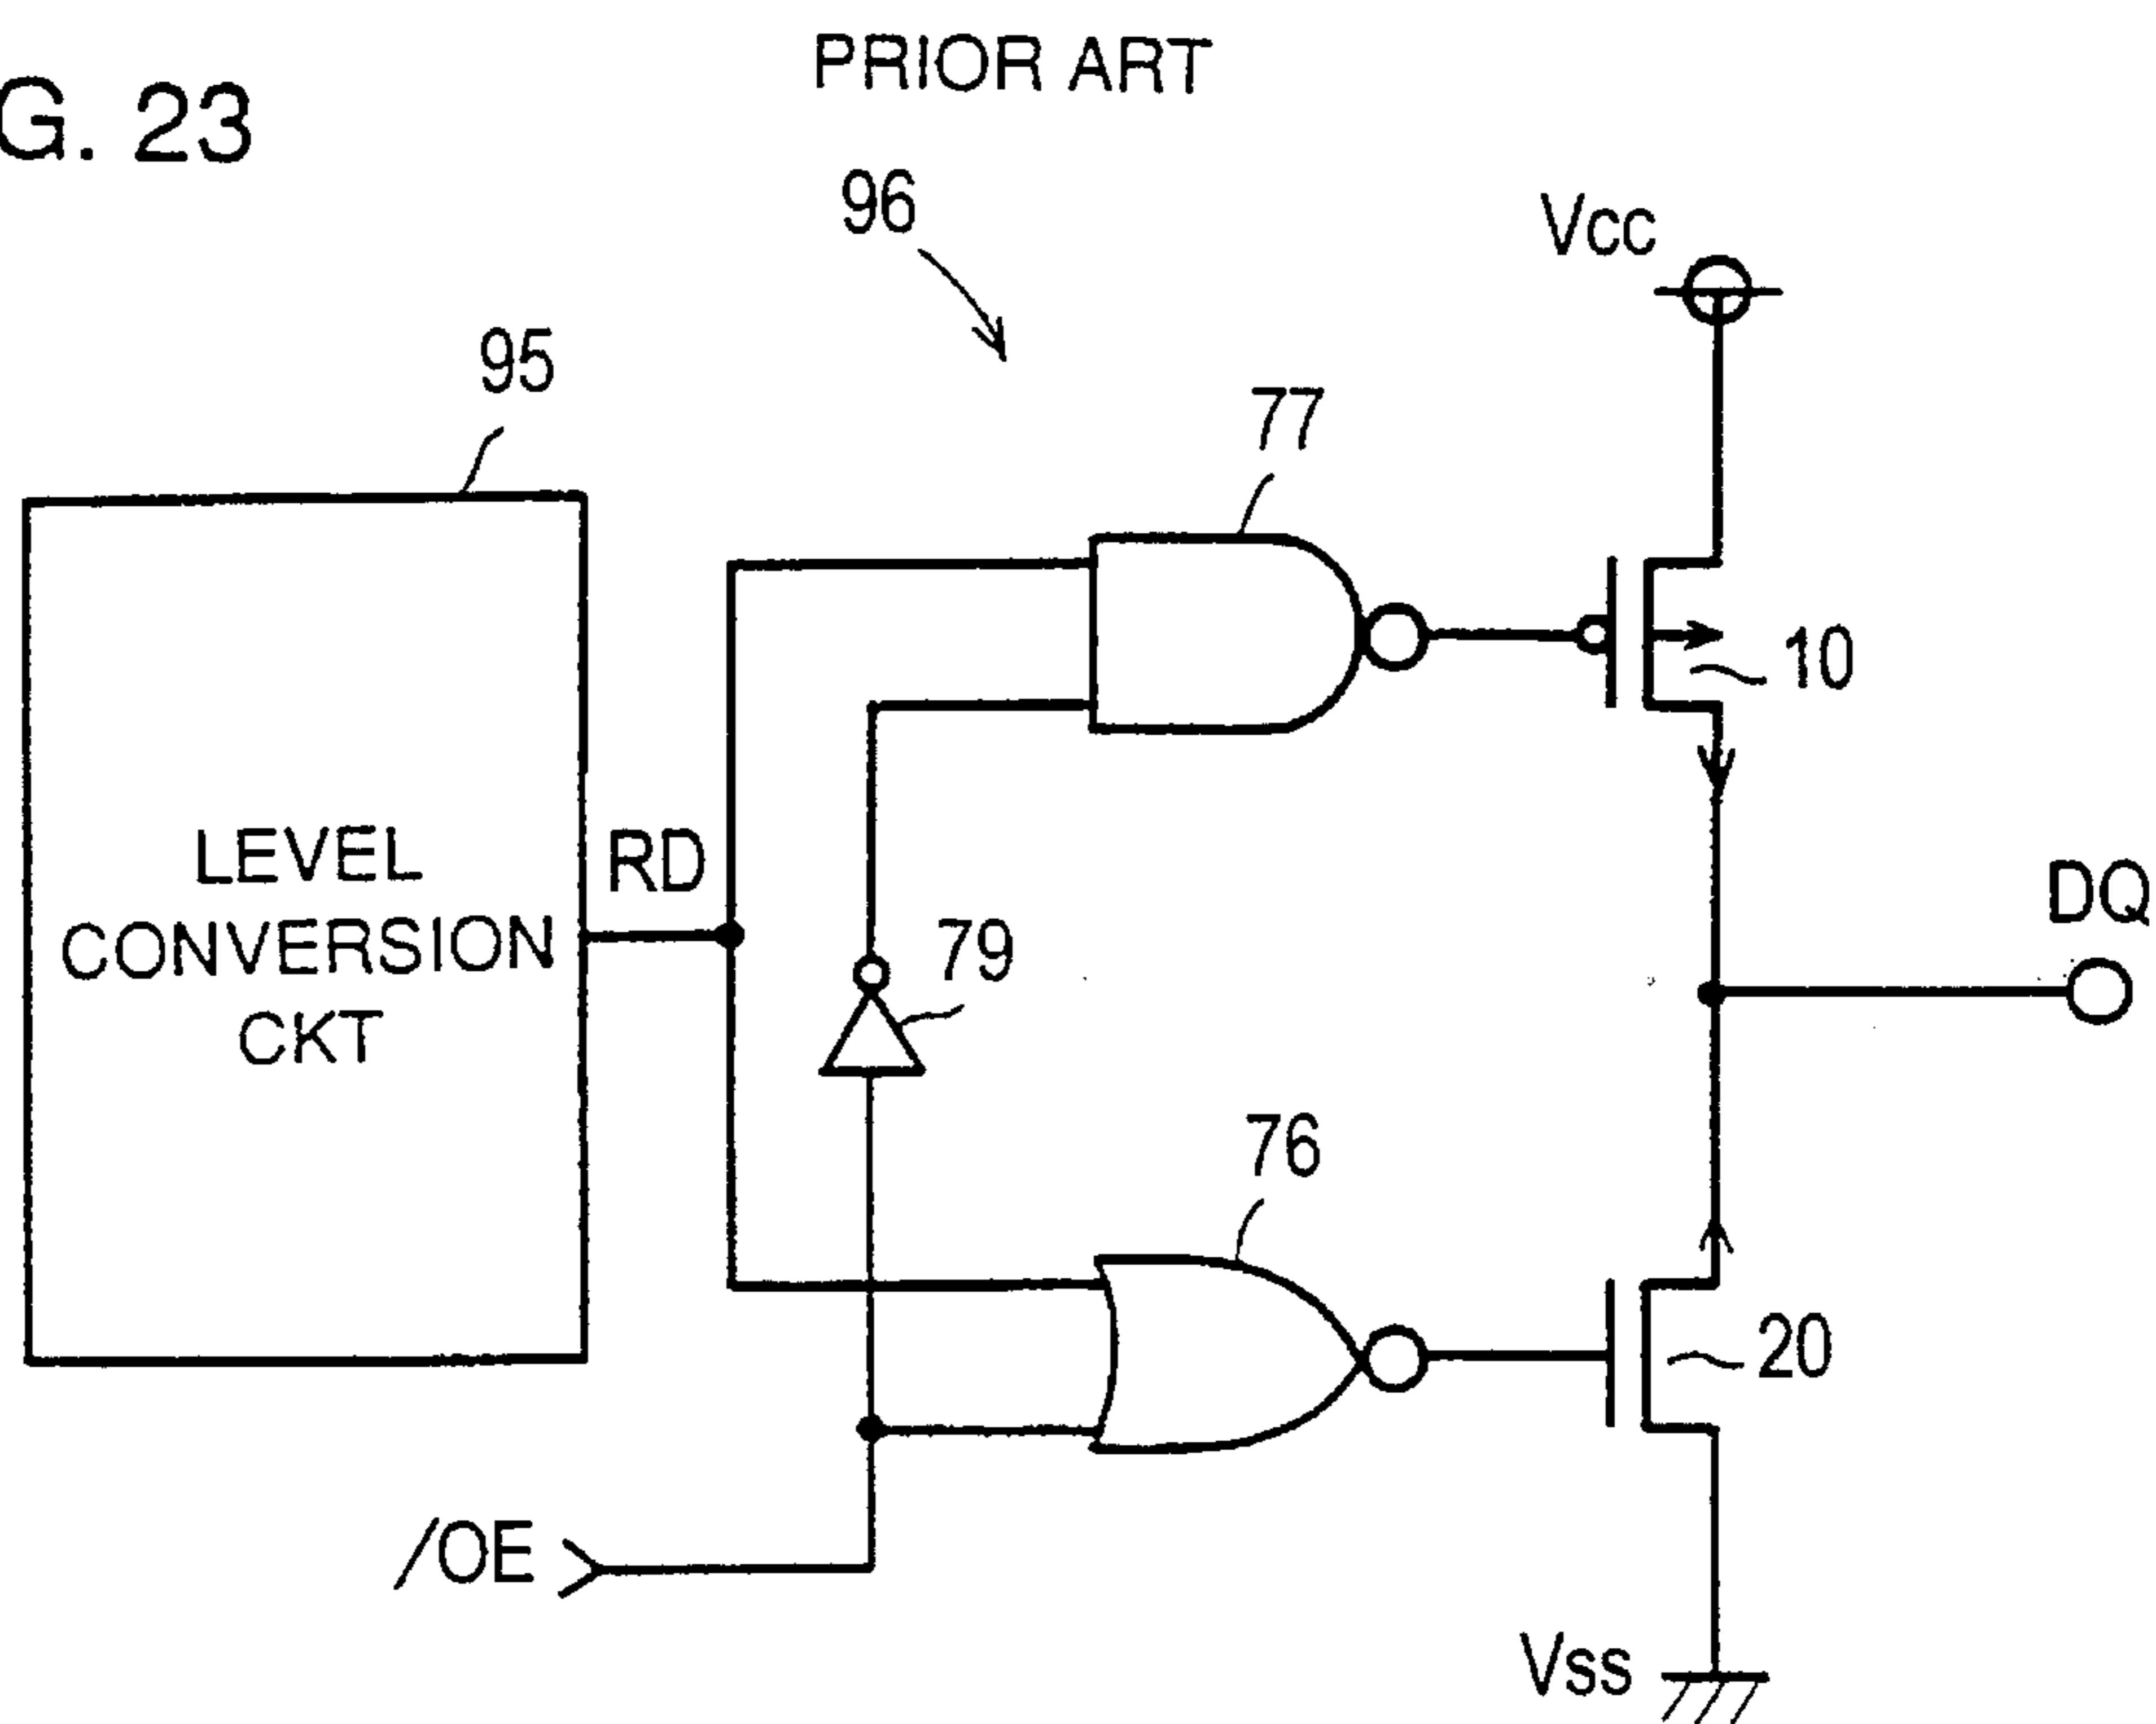 PRIOR ART
G. 23
96
Vcc
95
77
10
LEVEL
CONVERSION
CKT
RD
79
DQ
76
20
/OE
Vss